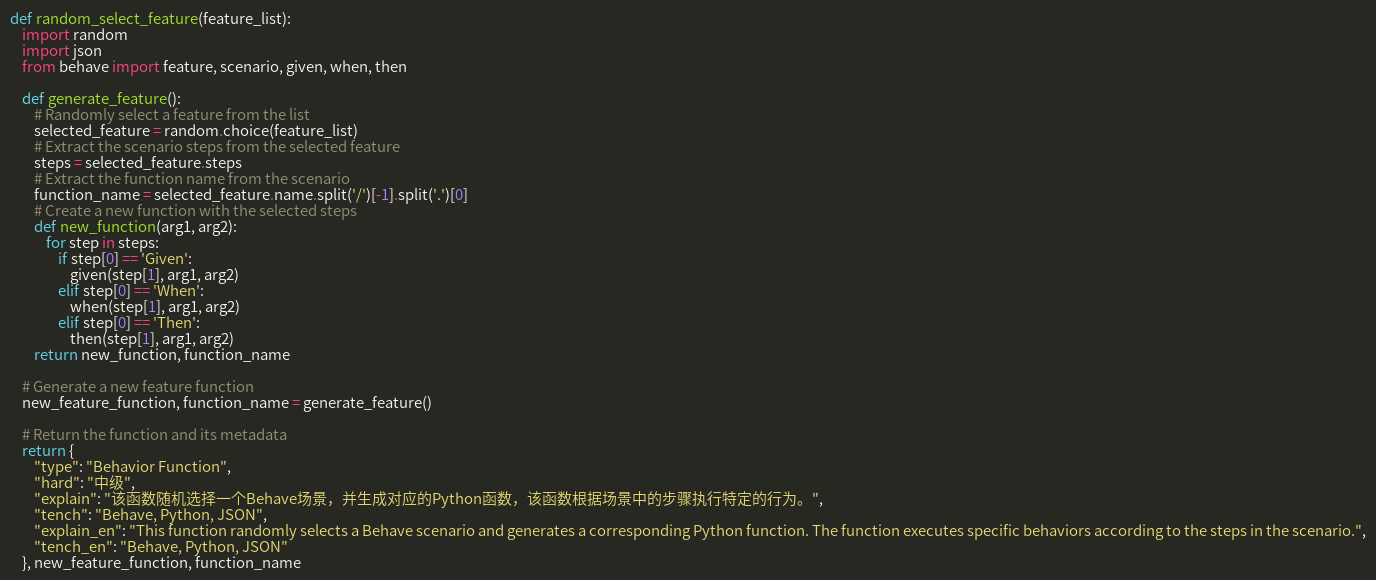 def random_select_feature(feature_list):
    import random
    import json
    from behave import feature, scenario, given, when, then

    def generate_feature():
        # Randomly select a feature from the list
        selected_feature = random.choice(feature_list)
        # Extract the scenario steps from the selected feature
        steps = selected_feature.steps
        # Extract the function name from the scenario
        function_name = selected_feature.name.split('/')[-1].split('.')[0]
        # Create a new function with the selected steps
        def new_function(arg1, arg2):
            for step in steps:
                if step[0] == 'Given':
                    given(step[1], arg1, arg2)
                elif step[0] == 'When':
                    when(step[1], arg1, arg2)
                elif step[0] == 'Then':
                    then(step[1], arg1, arg2)
        return new_function, function_name

    # Generate a new feature function
    new_feature_function, function_name = generate_feature()

    # Return the function and its metadata
    return {
        "type": "Behavior Function",
        "hard": "中级",
        "explain": "该函数随机选择一个Behave场景，并生成对应的Python函数，该函数根据场景中的步骤执行特定的行为。",
        "tench": "Behave, Python, JSON",
        "explain_en": "This function randomly selects a Behave scenario and generates a corresponding Python function. The function executes specific behaviors according to the steps in the scenario.",
        "tench_en": "Behave, Python, JSON"
    }, new_feature_function, function_name